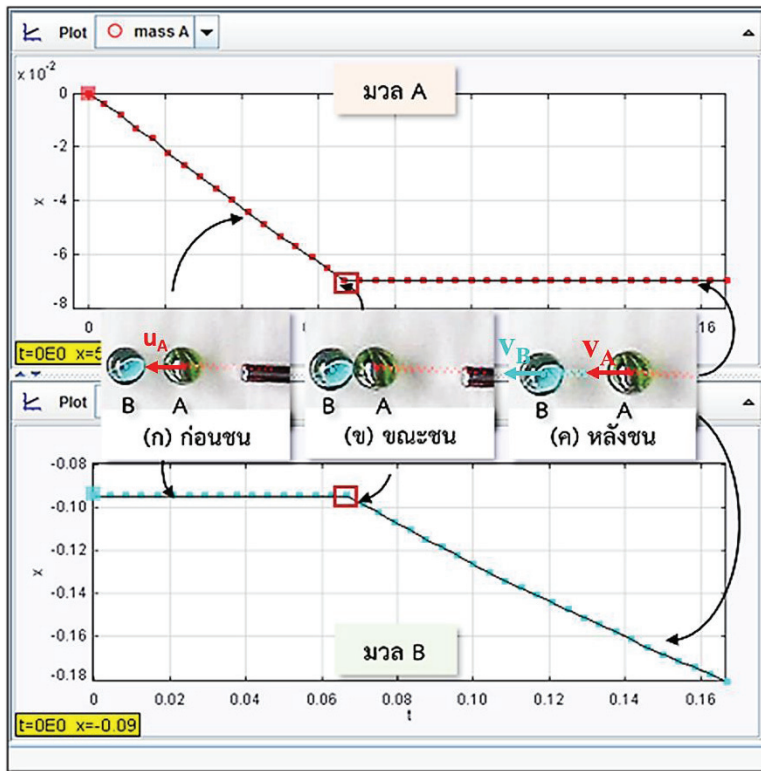 Plot mass A
x 10⁻²
มวล A
0
-2
-4
-6
-8
x
0
16
t=0E0 x=
u_A
B A
(ก) ก่อนชน
B A
(ข) ขณะชน
v_B v_A
B A
(ค) หลังชน
Plot
-0.08
-0.10
-0.12
-0.14
-0.16
-0.18
x
มวล B
0 0.02 0.04 0.06 0.08 0.10 0.12 0.14 0.16
t
t=0E0 x=-0.09